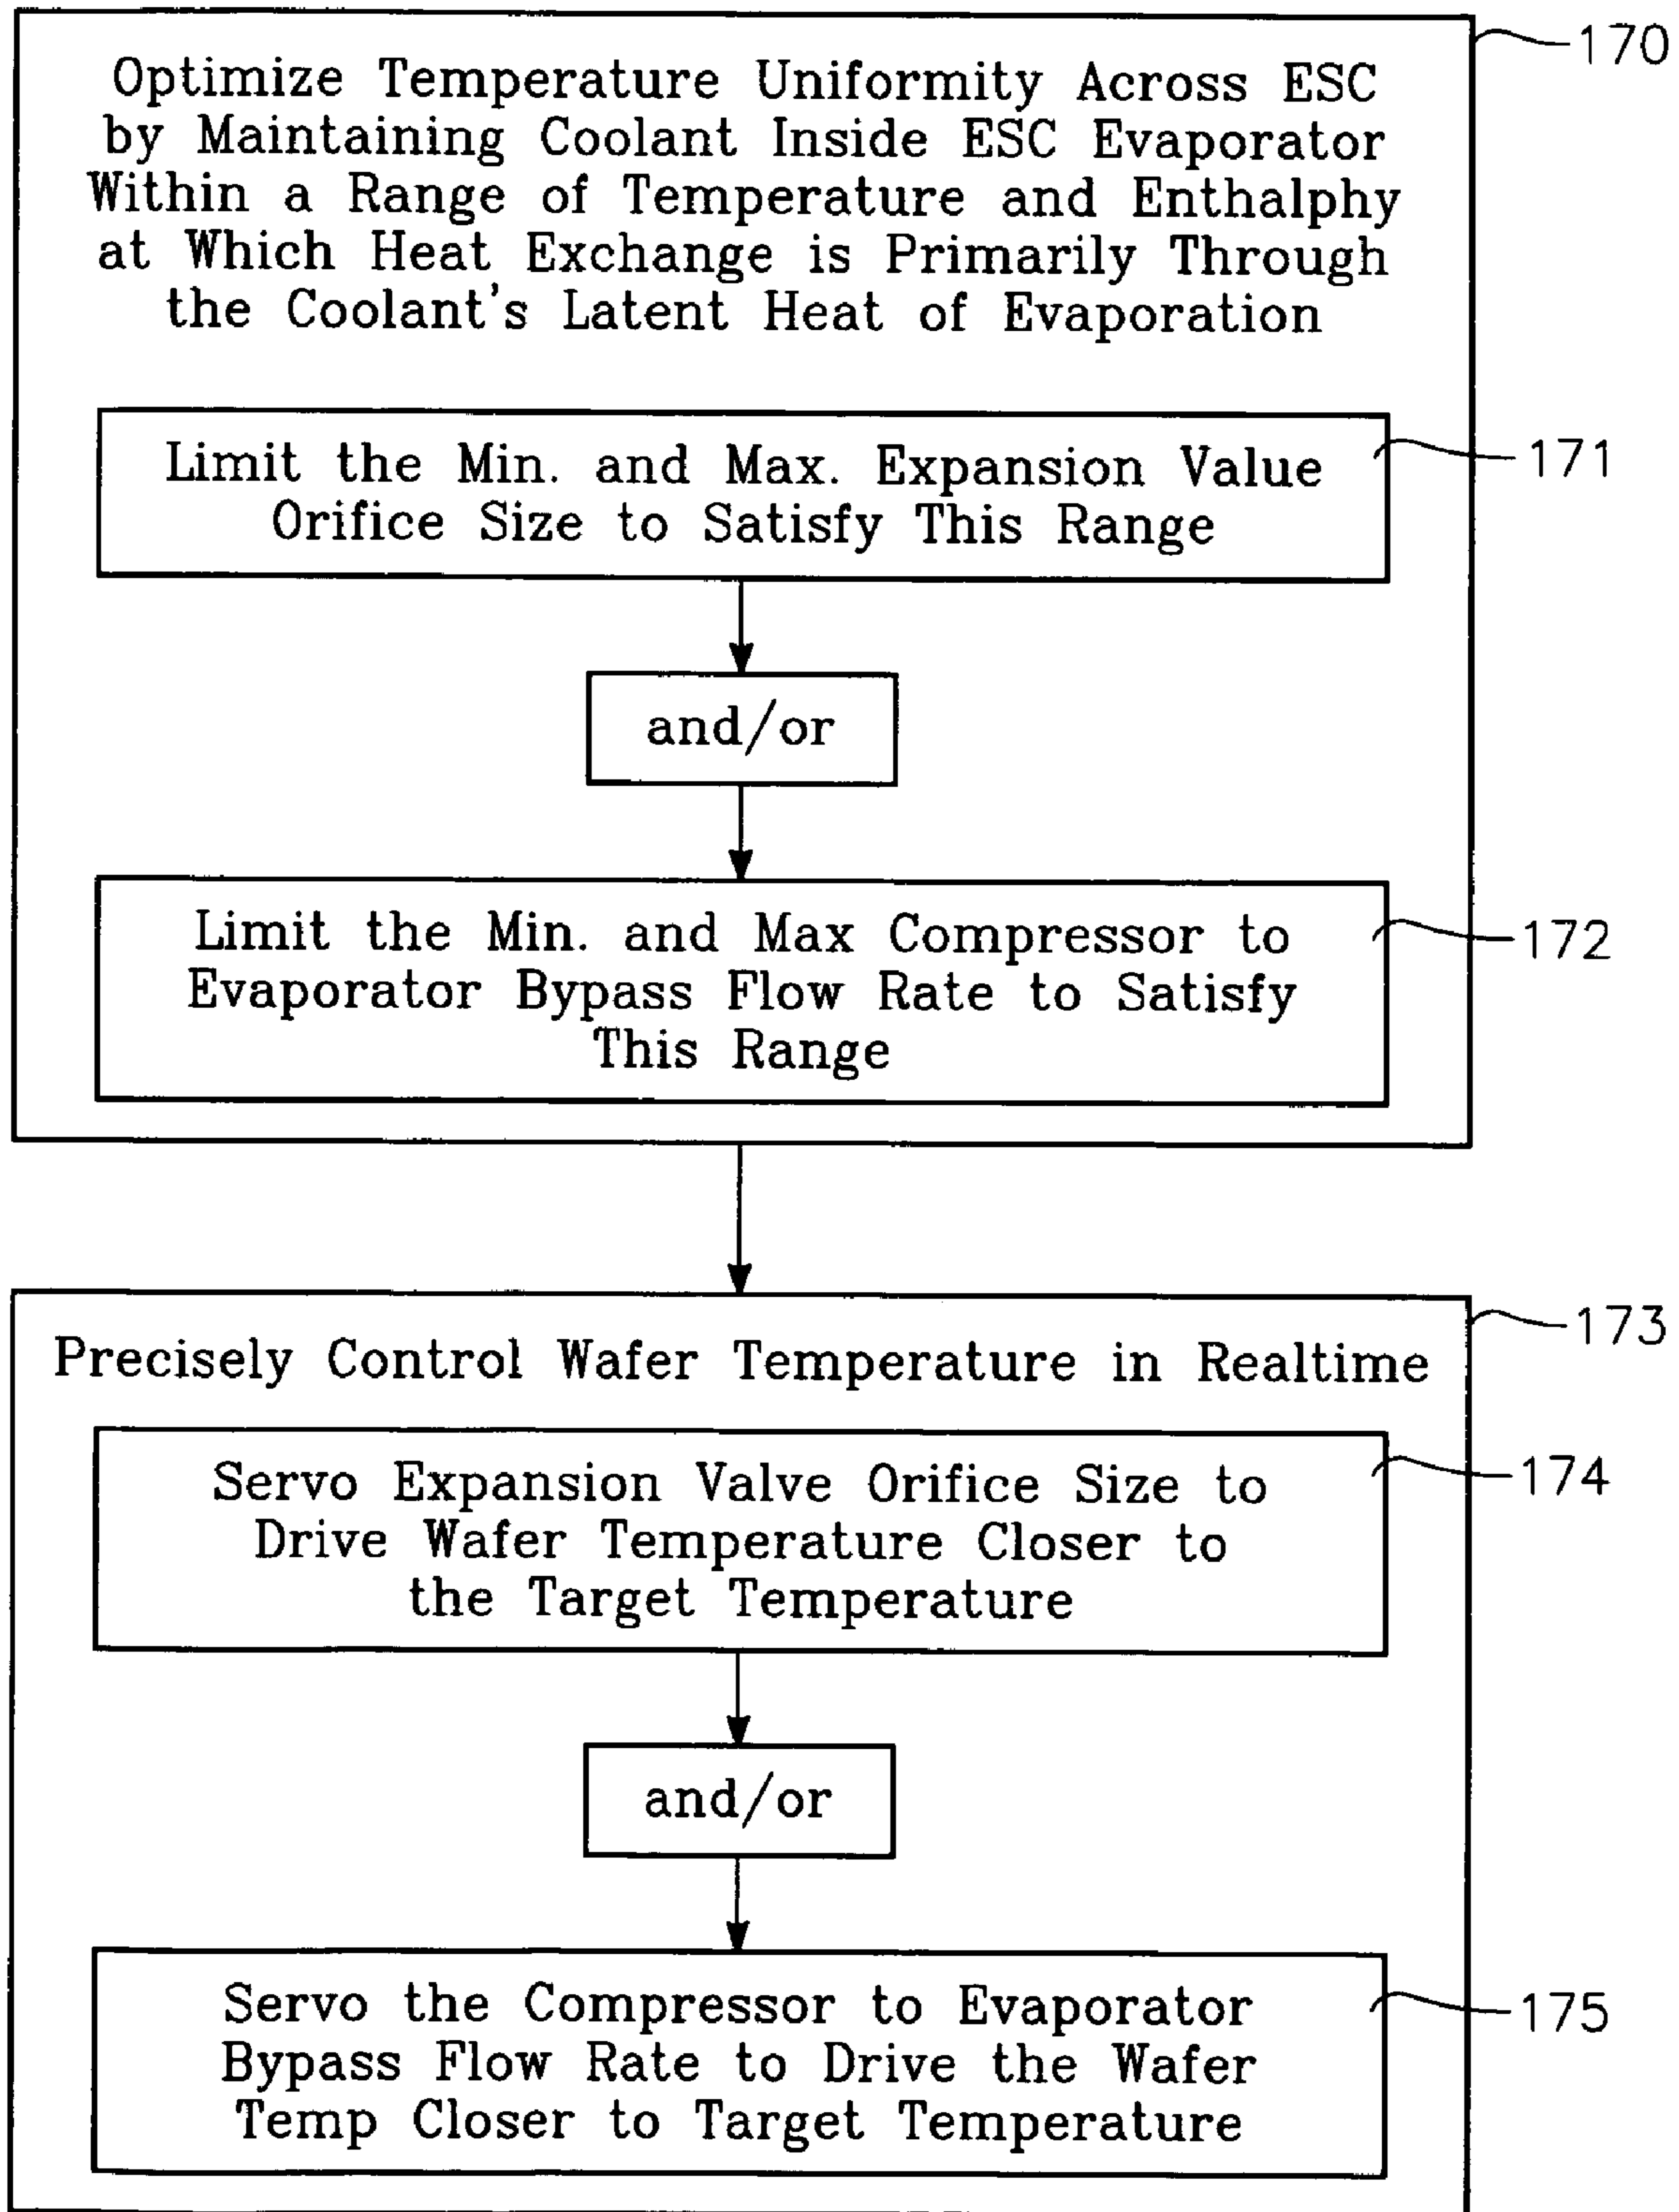 170
Optimize Temperature Uniformity Across ESC
by Maintaining Coolant Inside ESC Evaporator
Within a Range of Temperature and Enthalphy
at Which Heat Exchange is Primarily Through
the Coolant's Latent Heat of Evaporation
171
Limit the Min. and Max. Expansion Value
Orifice Size to Satisfy This Range
and/or
172
Limit the Min. and Max Compressor to
Evaporator Bypass Flow Rate to Satisfy
This Range
173
Precisely Control Wafer Temperature in Realtime
174
Servo Expansion Valve Orifice Size to
Drive Wafer Temperature Closer to
the Target Temperature
and/or
175
Servo the Compressor to Evaporator
Bypass Flow Rate to Drive the Wafer
Temp Closer to Target Temperature